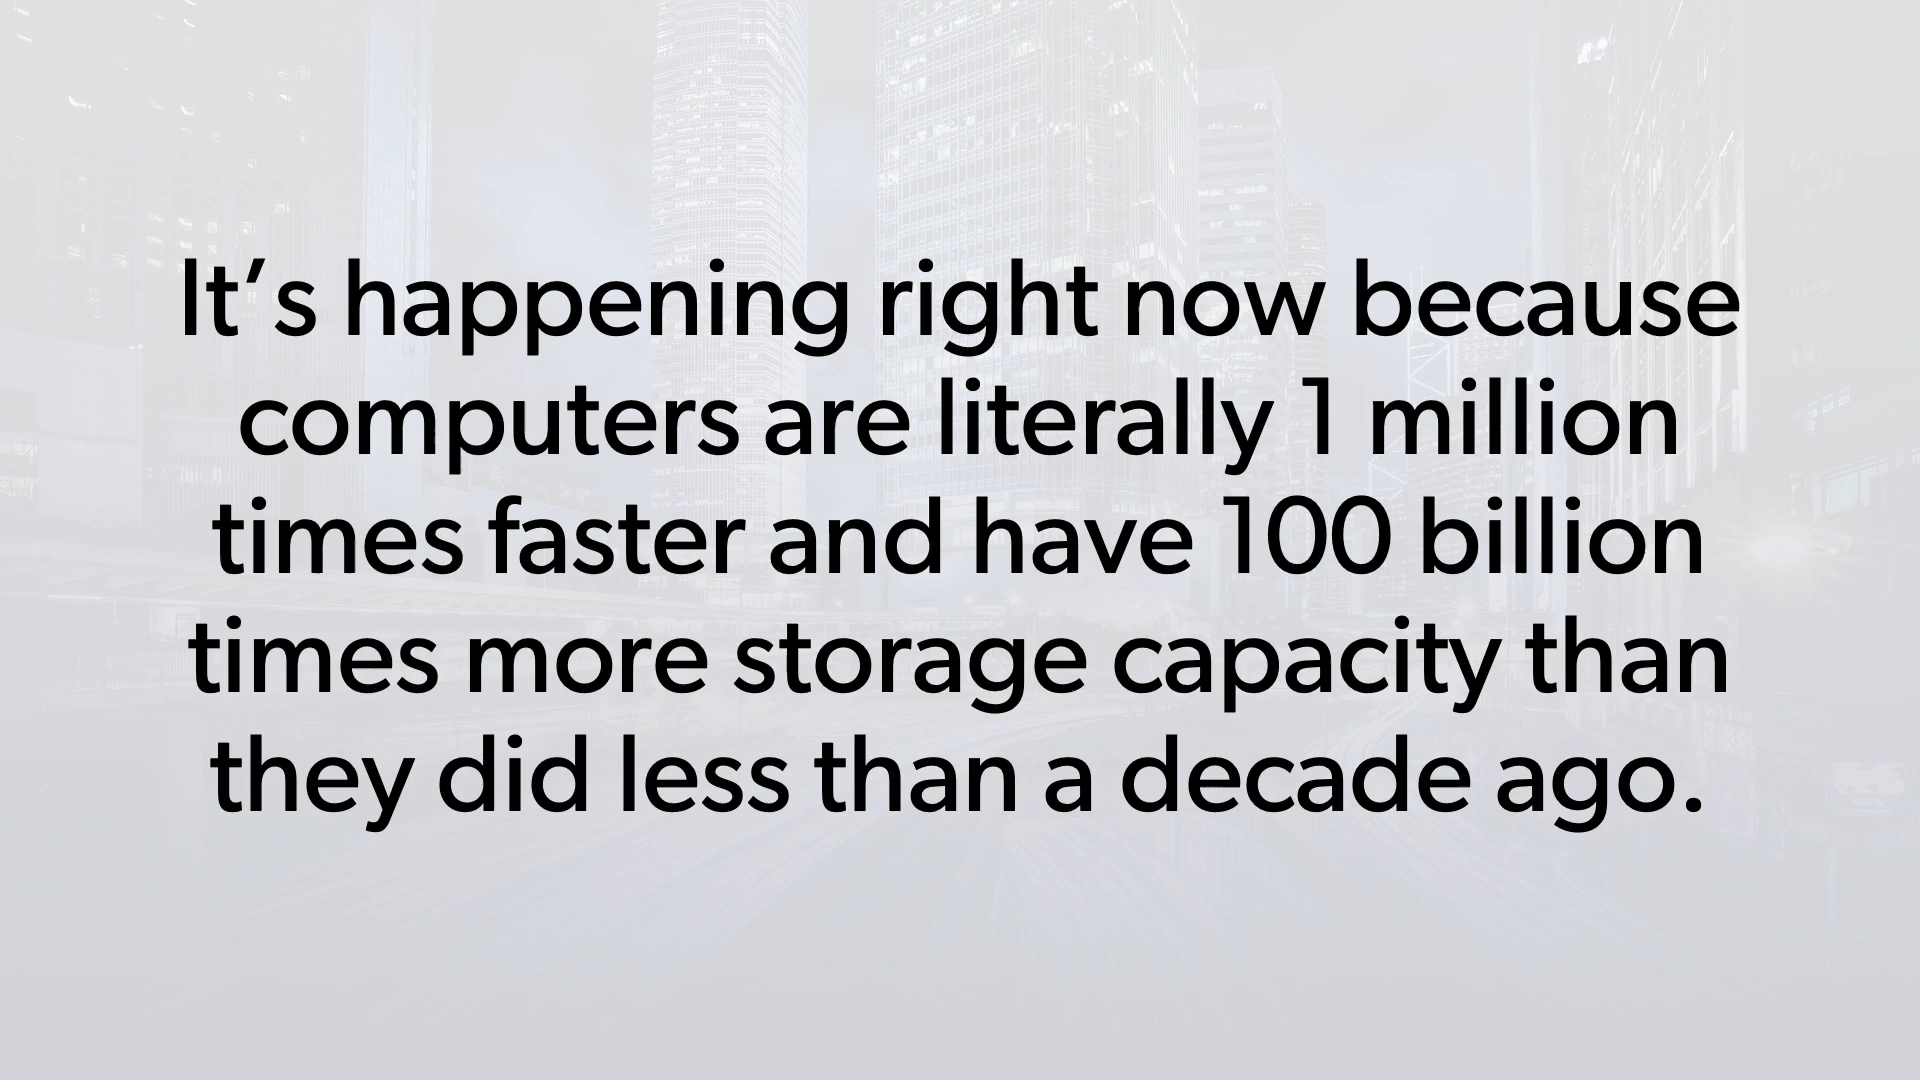 It’s happening right now because
computers are literally 1 million
times faster and have 100 billion
times more storage capacity than
they did less than a decade ago.